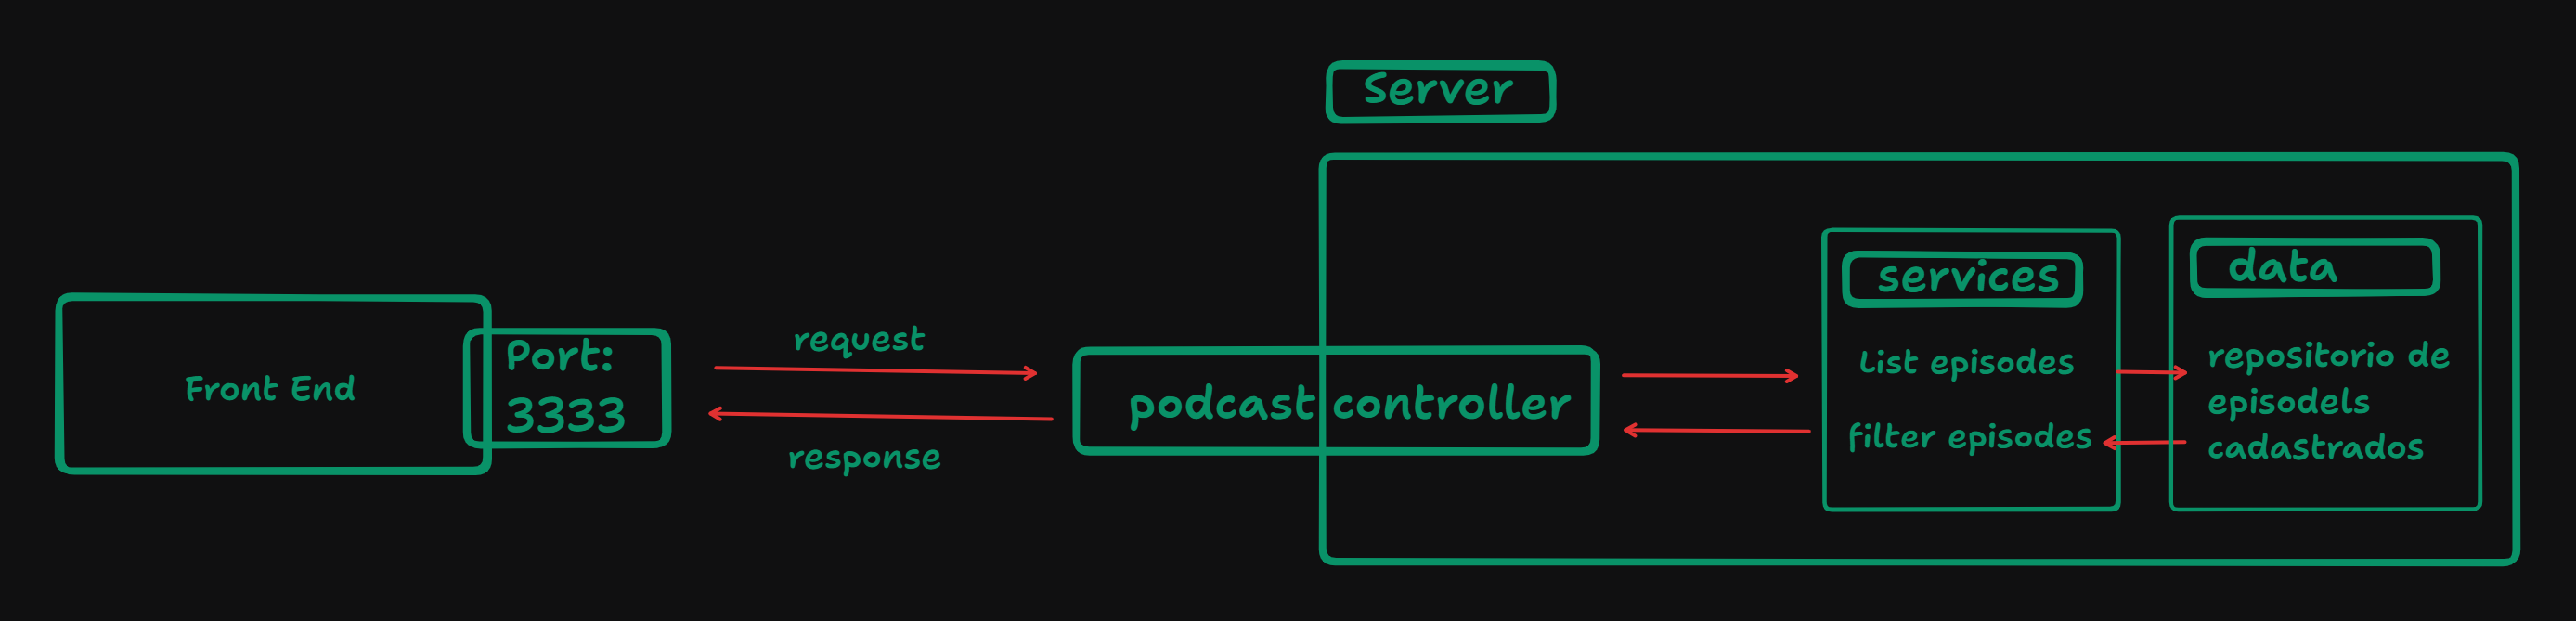 Server
Front End
Port:
3333
request
response
podcast controller
services
List episodes
filter episodes
data
repositorio de
episodels
cadastrados